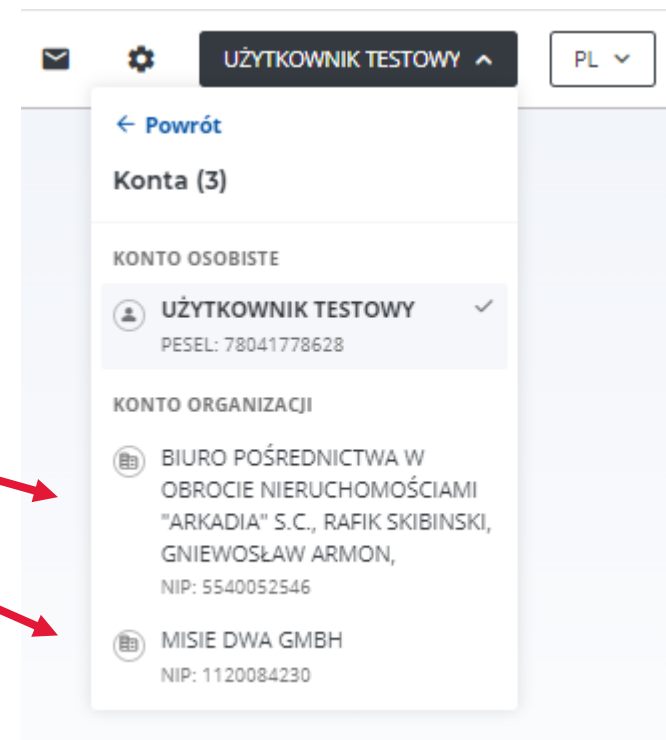 UŻYTKOWNIK TESTOWY
PL
← Powrót
Konta (3)
KONTO OSOBISTE
UŻYTKOWNIK TESTOWY
PESEL: 78041778628
KONTO ORGANIZACJI
BIURO POŚREDNICTWA W
OBROCIE NIERUCHOMOŚCIAMI
"ARKADIA" S.C., RAFIK SKIBINSKI,
GNIEWOSŁAW ARMON,
NIP: 5540052546
MISIE DWA GMBH
NIP: 1120084230